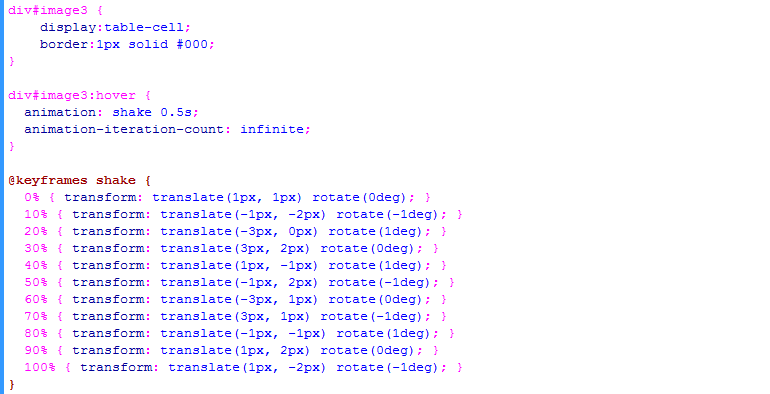 div#image3 {
    display:table-cell;
    border:1px solid #000;
}

div#image3:hover {
  animation: shake 0.5s;
  animation-iteration-count: infinite;
}

@keyframes shake {
  0% { transform: translate(1px, 1px) rotate(0deg); }
  10% { transform: translate(-1px, -2px) rotate(-1deg); }
  20% { transform: translate(-3px, 0px) rotate(1deg); }
  30% { transform: translate(3px, 2px) rotate(0deg); }
  40% { transform: translate(1px, -1px) rotate(1deg); }
  50% { transform: translate(-1px, 2px) rotate(-1deg); }
  60% { transform: translate(-3px, 1px) rotate(0deg); }
  70% { transform: translate(3px, 1px) rotate(-1deg); }
  80% { transform: translate(-1px, -1px) rotate(1deg); }
  90% { transform: translate(1px, 2px) rotate(0deg); }
  100% { transform: translate(1px, -2px) rotate(-1deg); }
}